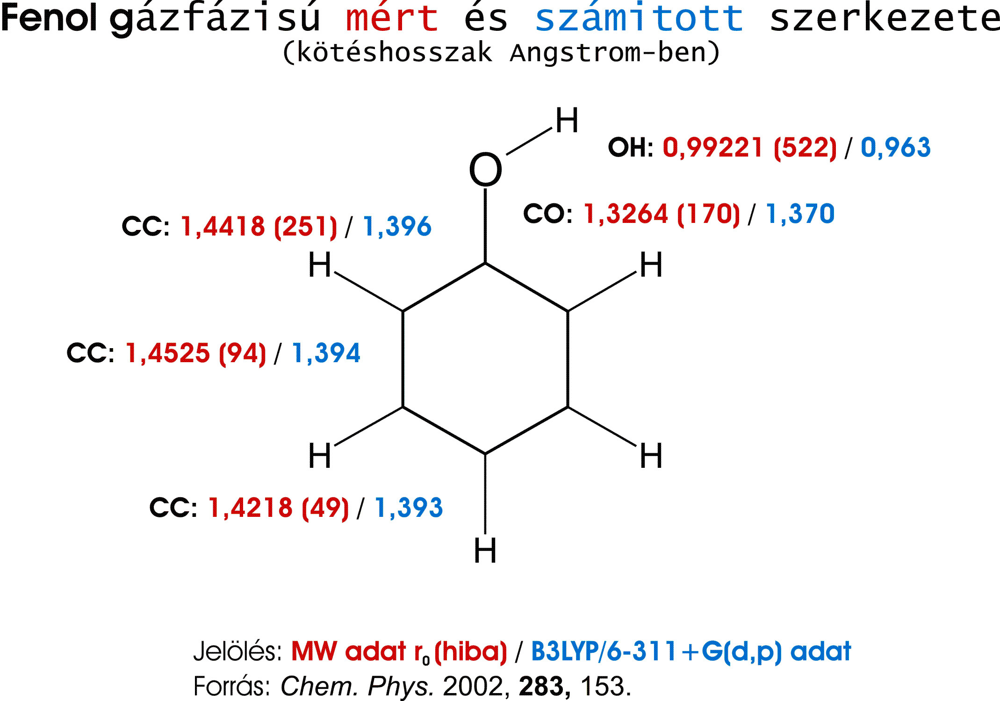 Fenol gázfázisú mért és számitott szerkezete
(kötéshosszak Angstrom-ben)
H
OH: 0,99221 (522) / 0,963
O
CO: 1,3264 (170) / 1,370
CC: 1,4418 (251) / 1,396
H H
CC: 1,4525 (94) / 1,394
H H
CC: 1,4218 (49) / 1,393
H
Jelölés: MW adat r₀ (hiba) / B3LYP/6-311+G(d,p) adat
Forrás: Chem. Phys. 2002, 283, 153.